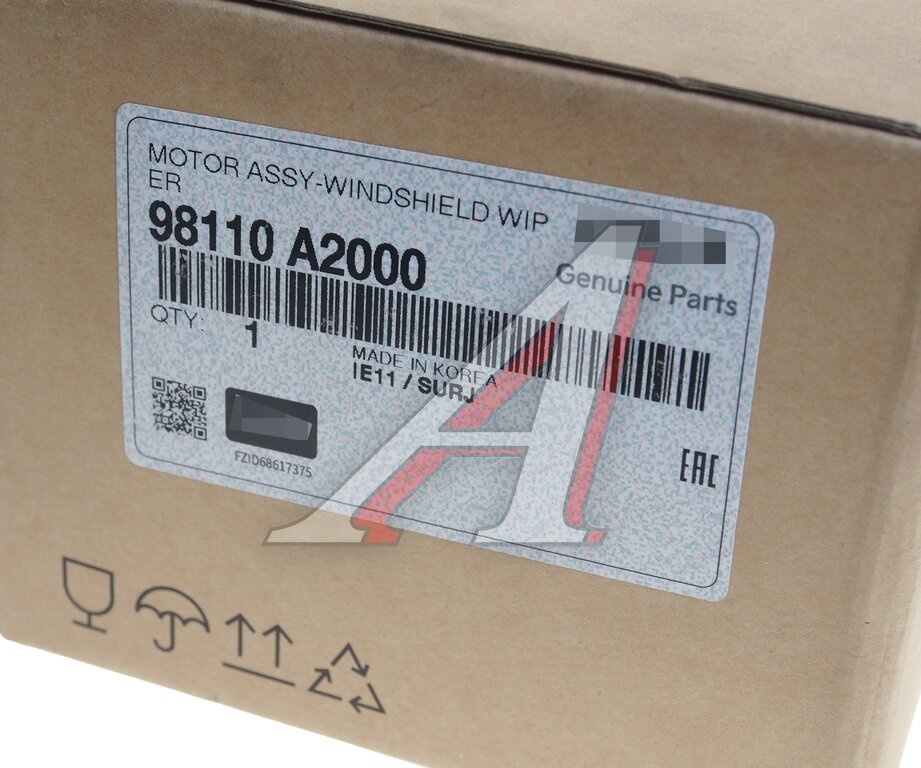 MOTOR ASSY-WINDSHIELD WIP
ER
98110 A2000
Genuine Parts
QTY: 1
MADE IN KOREA
IE11 / SURJ
FZID68617375
EAC